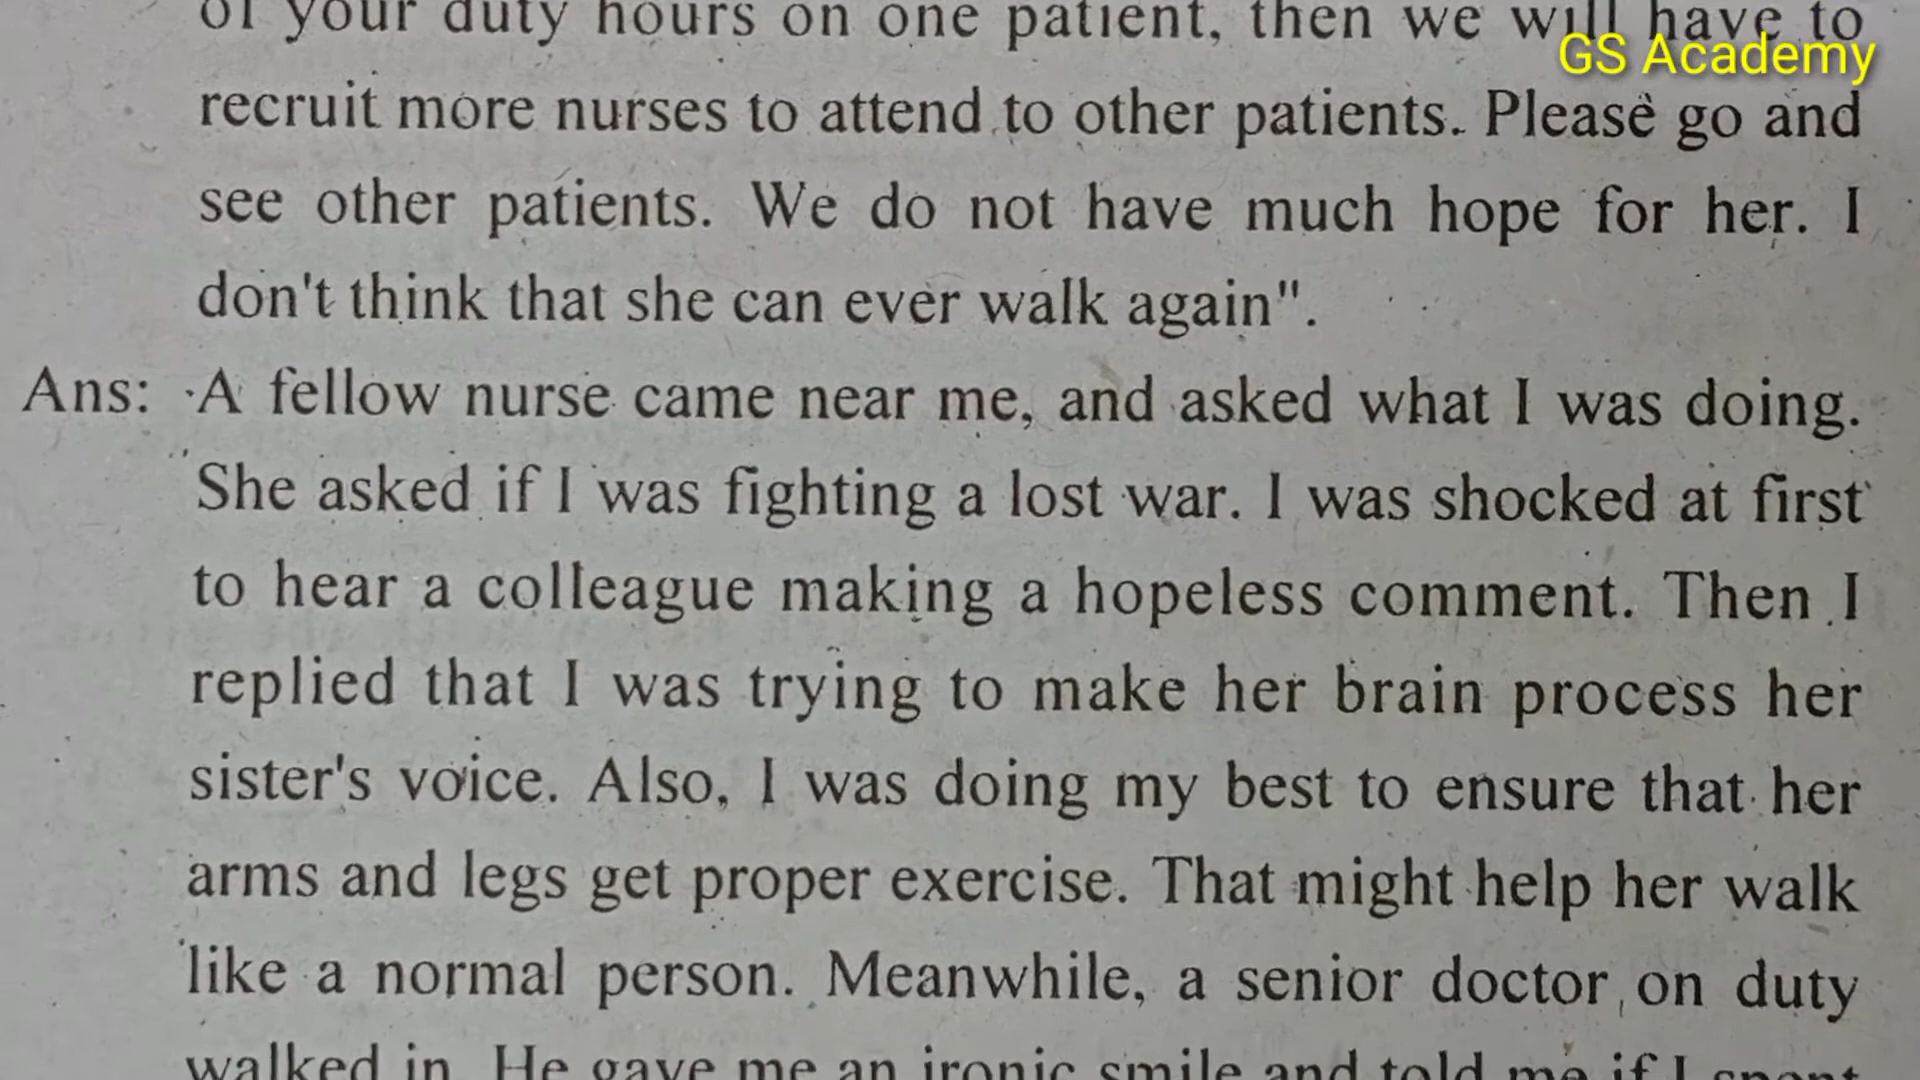 of your duty hours on one patient, then we will have to
GS Academy
recruit more nurses to attend to other patients. Please go and
see other patients. We do not have much hope for her. I
don't think that she can ever walk again".
Ans: A fellow nurse came near me, and asked what I was doing.
She asked if I was fighting a lost war. I was shocked at first
to hear a colleague making a hopeless comment. Then I
replied that I was trying to make her brain process her
sister's voice. Also, I was doing my best to ensure that her
arms and legs get proper exercise. That might help her walk
like a normal person. Meanwhile, a senior doctor on duty
walked in. He gave me an ironic smile and told me if I spent